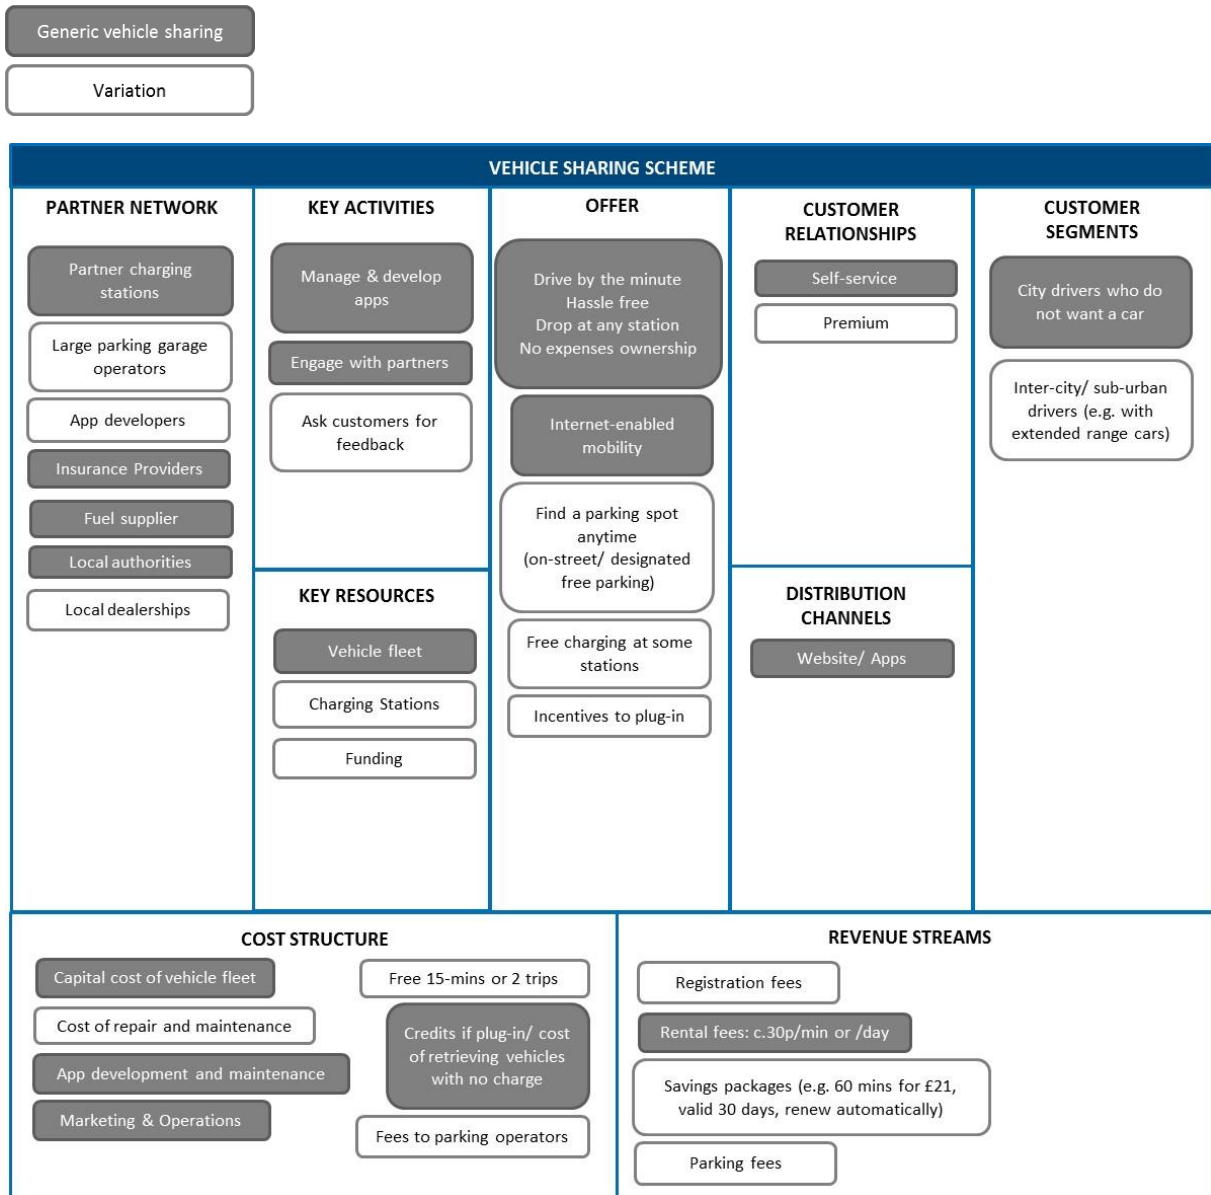 Generic vehicle sharing
Variation
VEHICLE SHARING SCHEME
PARTNER NETWORK
Partner charging
stations
Large parking garage
operators
App developers
Insurance Providers
Fuel supplier
Local authorities
Local dealerships
KEY ACTIVITIES
Manage & develop
apps
Engage with partners
Ask customers for
feedback
KEY RESOURCES
Vehicle fleet
Charging Stations
Funding
OFFER
Drive by the minute
Hassle free
Drop at any station
No expenses ownership
Internet-enabled
mobility
Find a parking spot
anytime
(on-street/ designated
free parking)
Free charging at some
stations
Incentives to plug-in
CUSTOMER
RELATIONSHIPS
Self-service
Premium
DISTRIBUTION
CHANNELS
Website/ Apps
CUSTOMER
SEGMENTS
City drivers who do
not want a car
Inter-city/ sub-urban
drivers (e.g. with
extended range cars)
COST STRUCTURE
Capital cost of vehicle fleet
Cost of repair and maintenance
App development and maintenance
Marketing & Operations
Free 15-mins or 2 trips
Credits if plug-in/ cost
of retrieving vehicles
with no charge
Fees to parking operators
REVENUE STREAMS
Registration fees
Rental fees: c.30p/min or /day
Savings packages (e.g. 60 mins for £21,
valid 30 days, renew automatically)
Parking fees